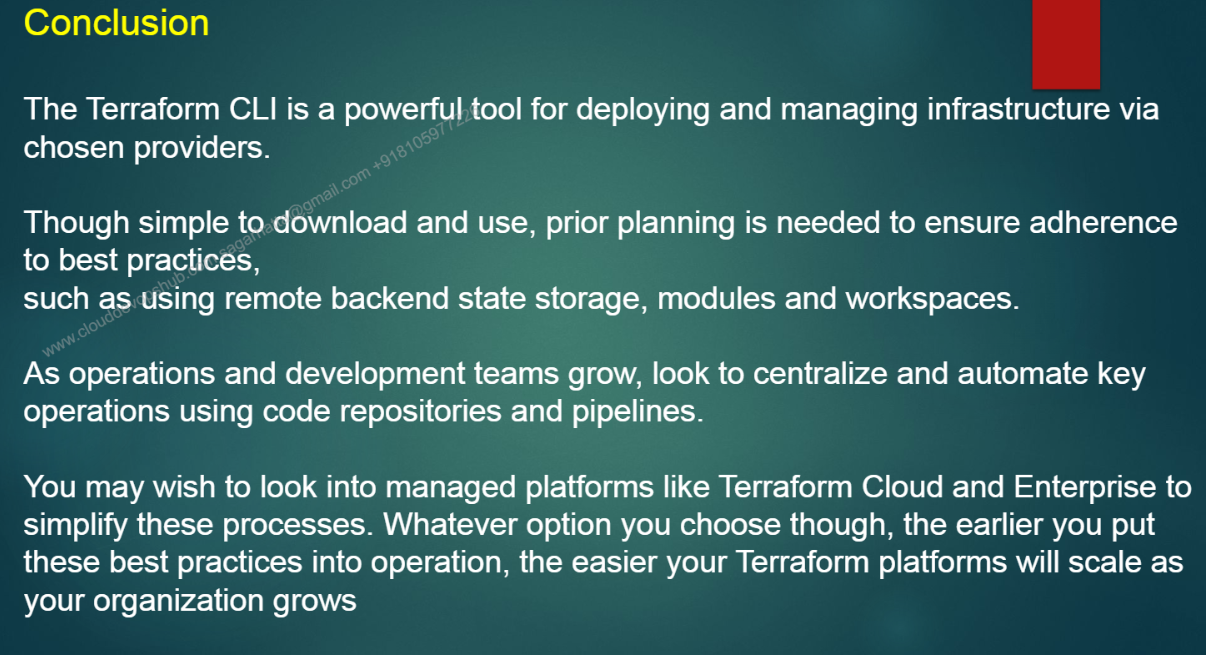 Conclusion
The Terraform CLI is a powerful tool for deploying and managing infrastructure via
chosen providers.
Though simple to download and use, prior planning is needed to ensure adherence
to best practices,
such as using remote backend state storage, modules and workspaces.
As operations and development teams grow, look to centralize and automate key
operations using code repositories and pipelines.
You may wish to look into managed platforms like Terraform Cloud and Enterprise to
simplify these processes. Whatever option you choose though, the earlier you put
these best practices into operation, the easier your Terraform platforms will scale as
your organization grows